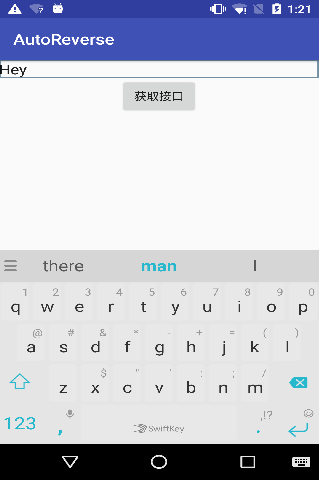 1:21
AutoReverse
Hey
获取接口
there man I
1 2 3 4 5 6 7 8 9 0
q w e r t y u i o p
@ # & * - + = ( )
a s d f g h j k l
$ " ' : ; /
z x c v b n m
123 , SwiftKey . ,!?